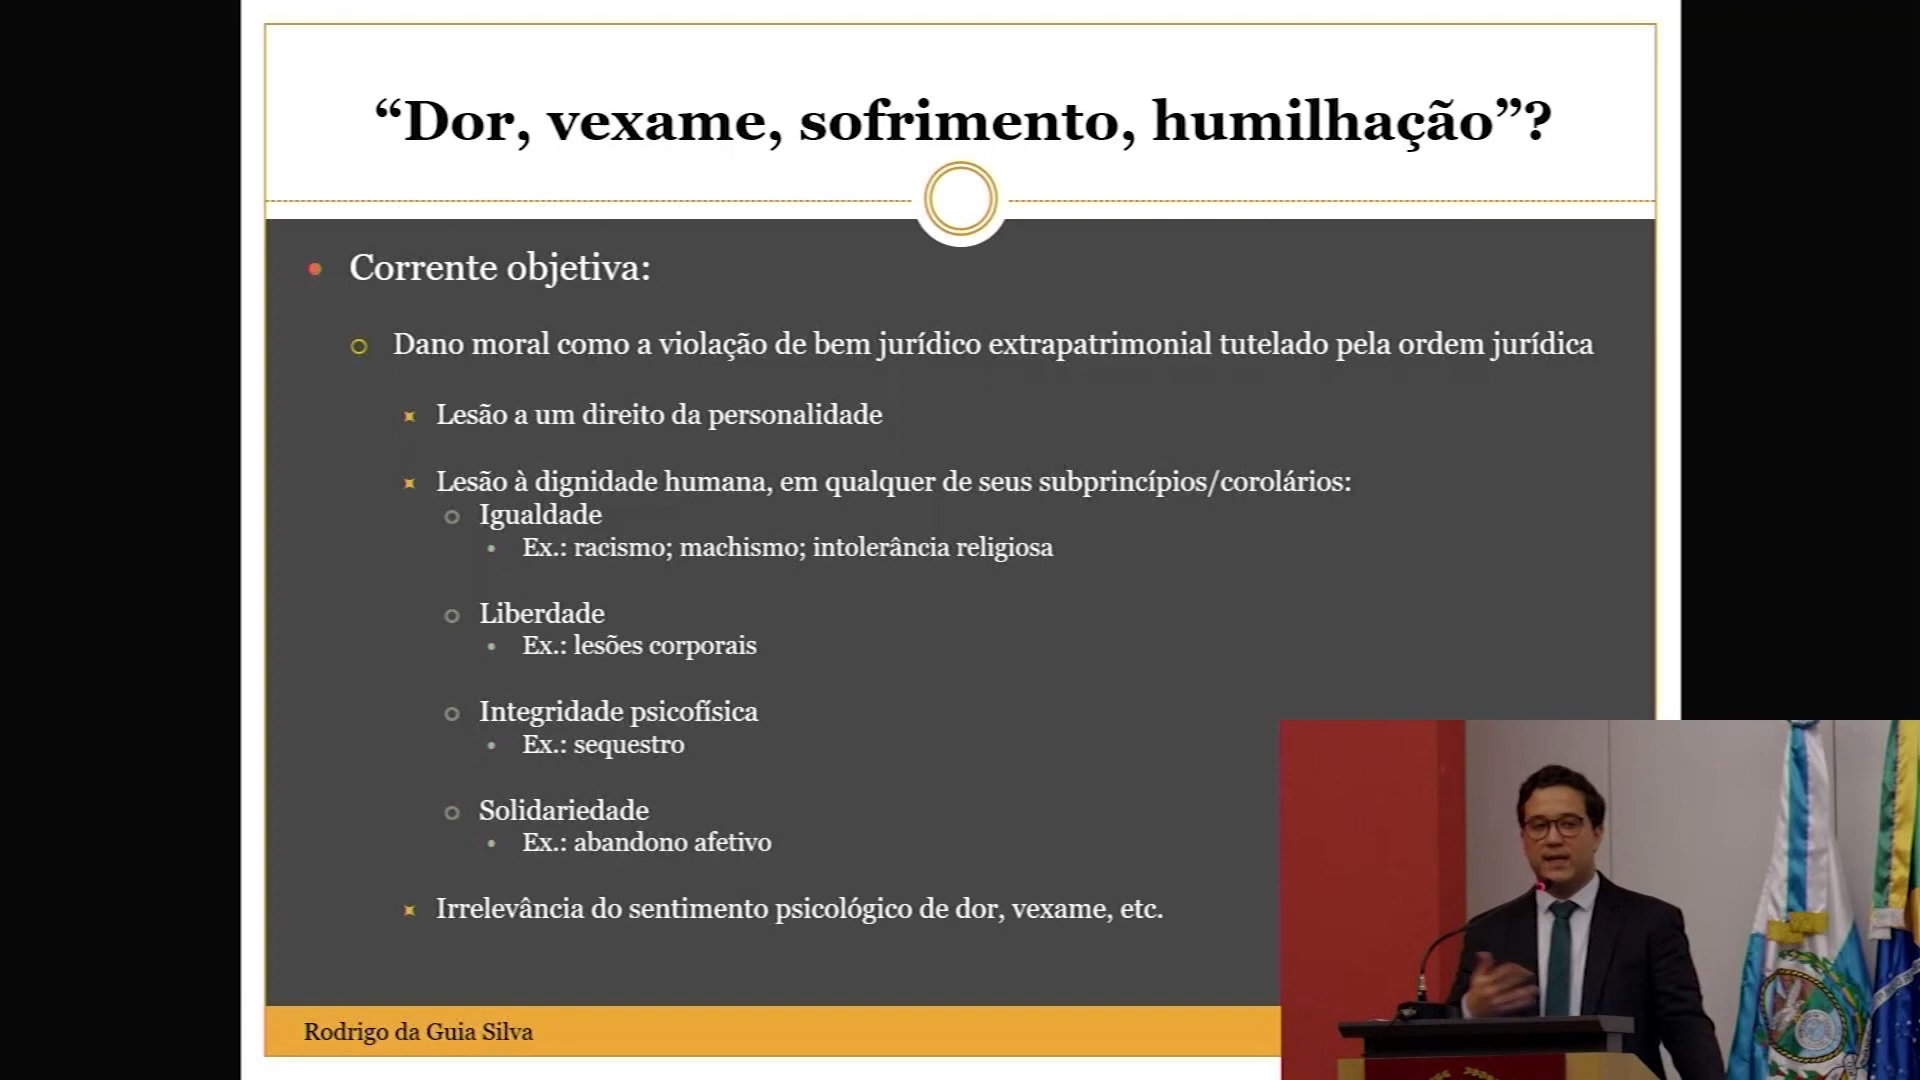 “Dor, vexame, sofrimento, humilhação”?
Corrente objetiva:
Dano moral como a violação de bem jurídico extrapatrimonial tutelado pela ordem jurídica
Lesão a um direito da personalidade
Lesão à dignidade humana, em qualquer de seus subprincípios/corolários:
Igualdade
Ex.: racismo; machismo; intolerância religiosa
Liberdade
Ex.: lesões corporais
Integridade psicofísica
Ex.: sequestro
Solidariedade
Ex.: abandono afetivo
Irrelevância do sentimento psicológico de dor, vexame, etc.
Rodrigo da Guia Silva